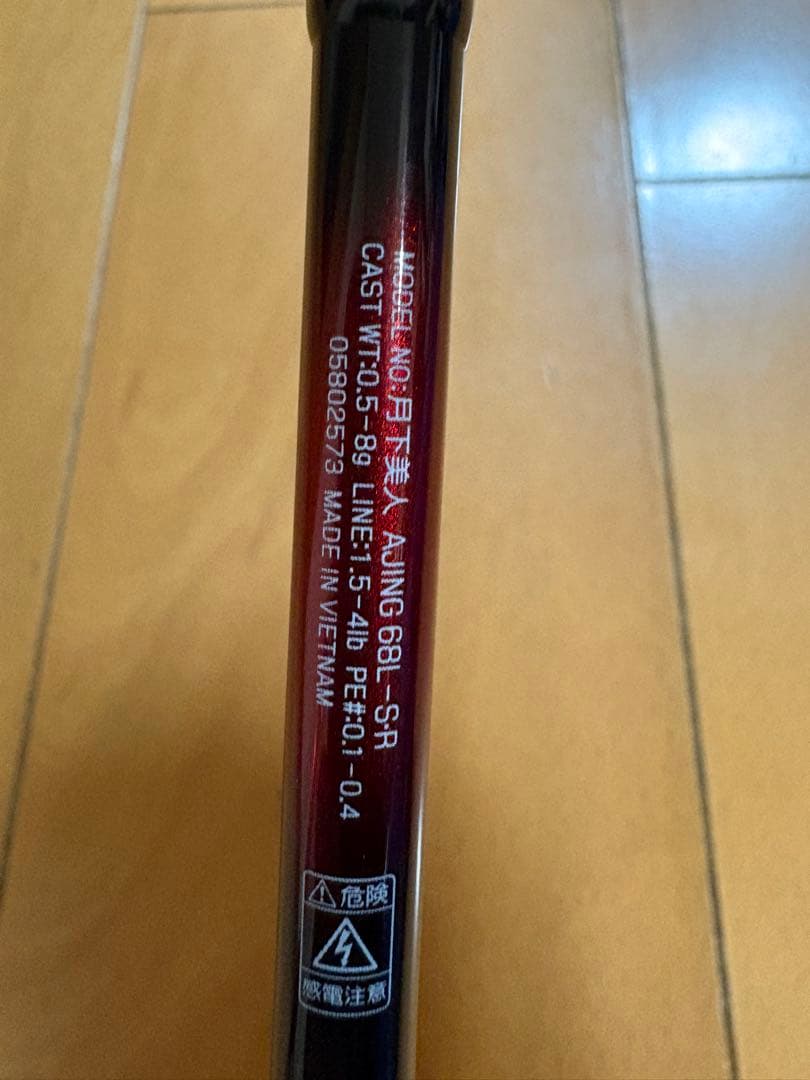 MODEL NO:月下美人 AJING 68L-S・R
CAST WT:0.5-8g LINE:1.5-4lb PE#:0.1-0.4
05802573 MADE IN VIETNAM
危険
感電注意